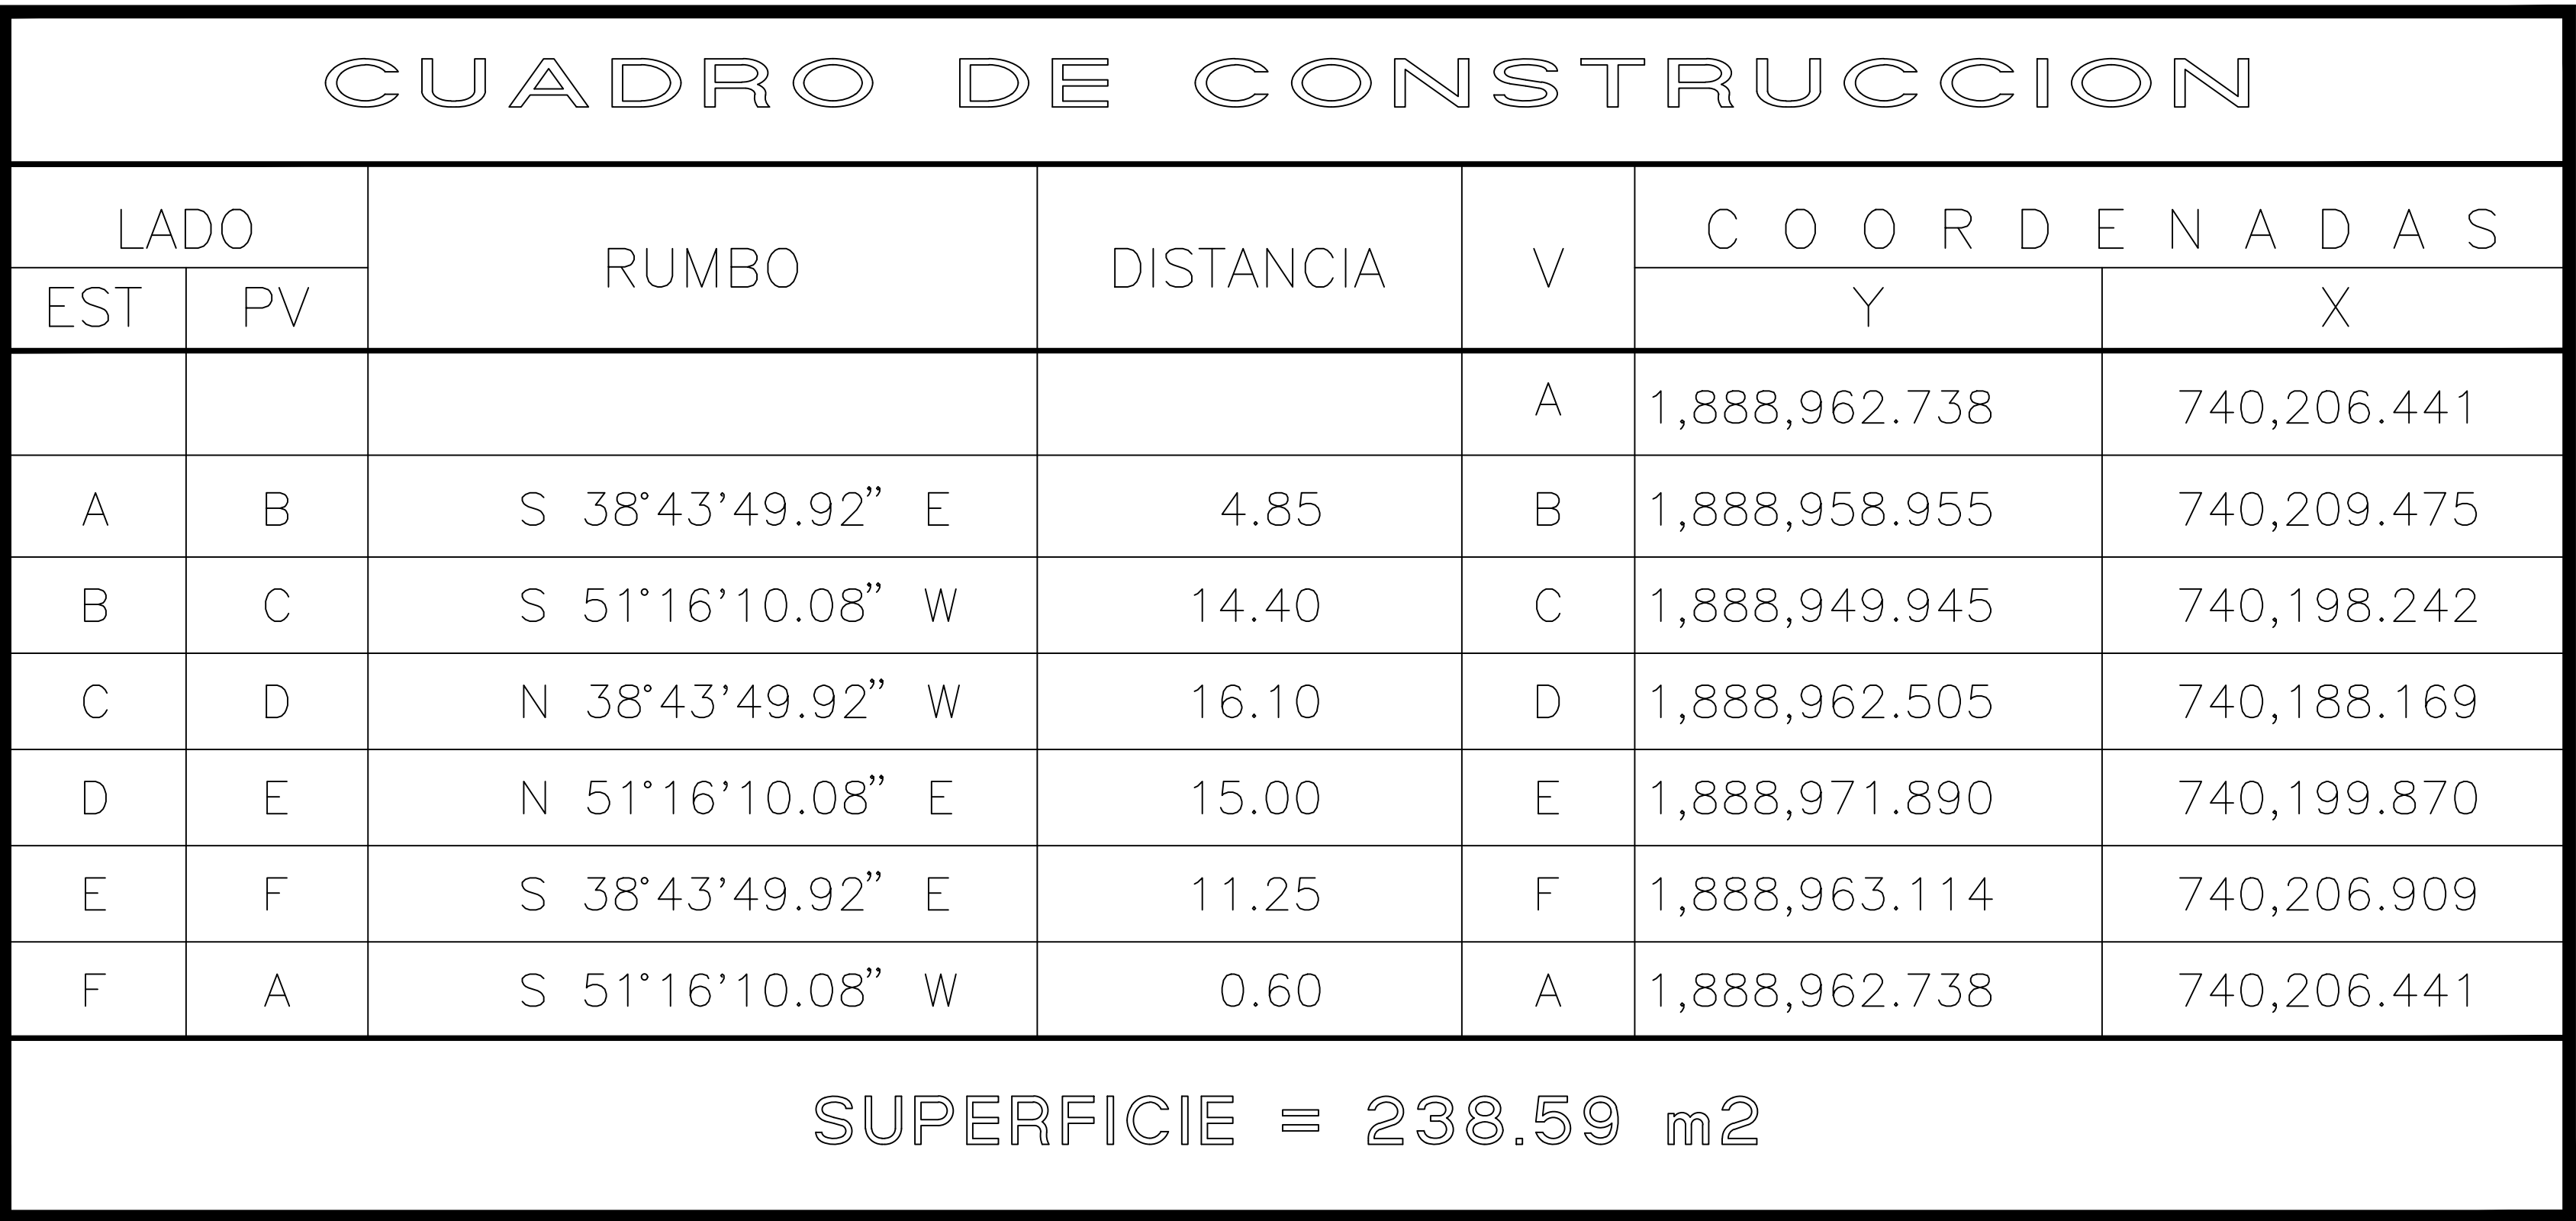 CUADRO DE CONSTRUCCION
LADO RUMBO DISTANCIA V COORDENADAS
EST PV Y X
A 1,888,962.738 740,206.441
A B S 38°43'49.92" E 4.85 B 1,888,958.955 740,209.475
B C S 51°16'10.08" W 14.40 C 1,888,949.945 740,198.242
C D N 38°43'49.92" W 16.10 D 1,888,962.505 740,188.169
D E N 51°16'10.08" E 15.00 E 1,888,971.890 740,199.870
E F S 38°43'49.92" E 11.25 F 1,888,963.114 740,206.909
F A S 51°16'10.08" W 0.60 A 1,888,962.738 740,206.441
SUPERFICIE = 238.59 m2